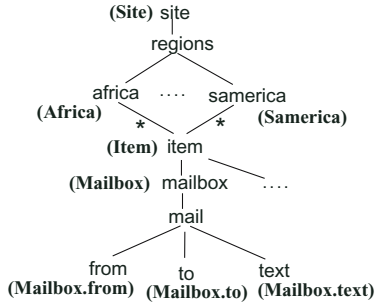 (Site) site
regions
africa .... samerica
(Africa) * * (Samerica)
(Item) item
(Mailbox) mailbox ....
mail
from to text
(Mailbox.from) (Mailbox.to) (Mailbox.text)